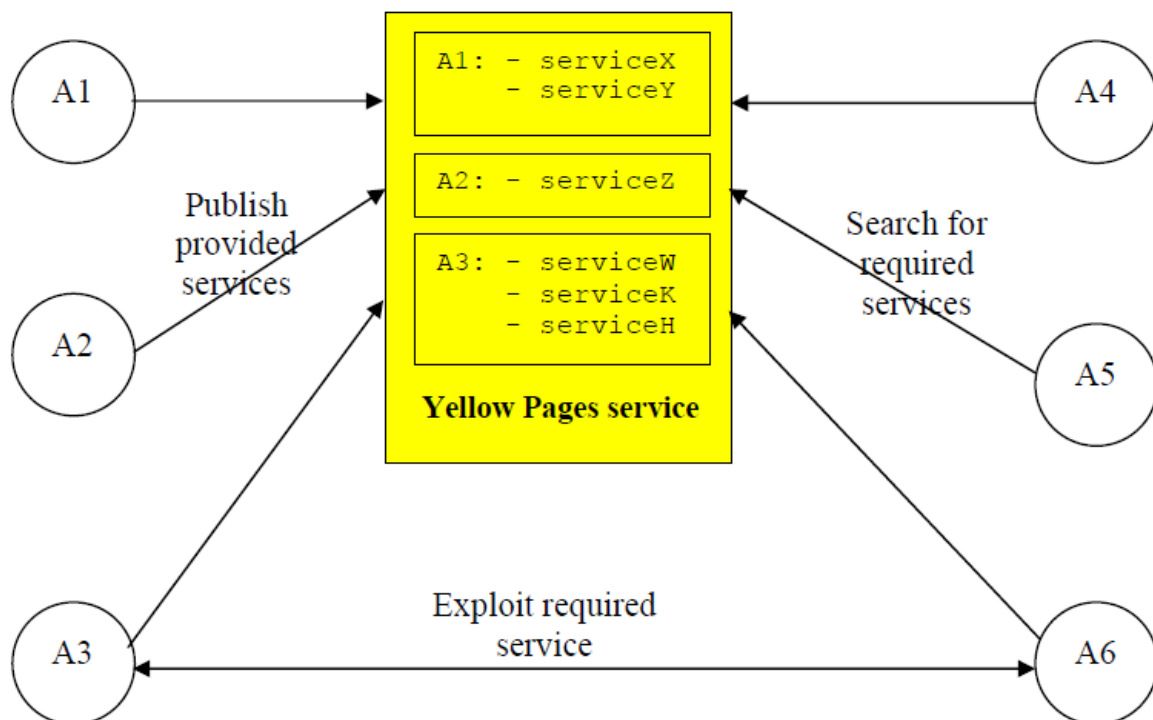 A1
A1: - serviceX
- serviceY
A4
A2: - serviceZ
Publish
provided
services
Search for
required
services
A3: - serviceW
- serviceK
- serviceH
A2
A5
Yellow Pages service
Exploit required
service
A3
A6